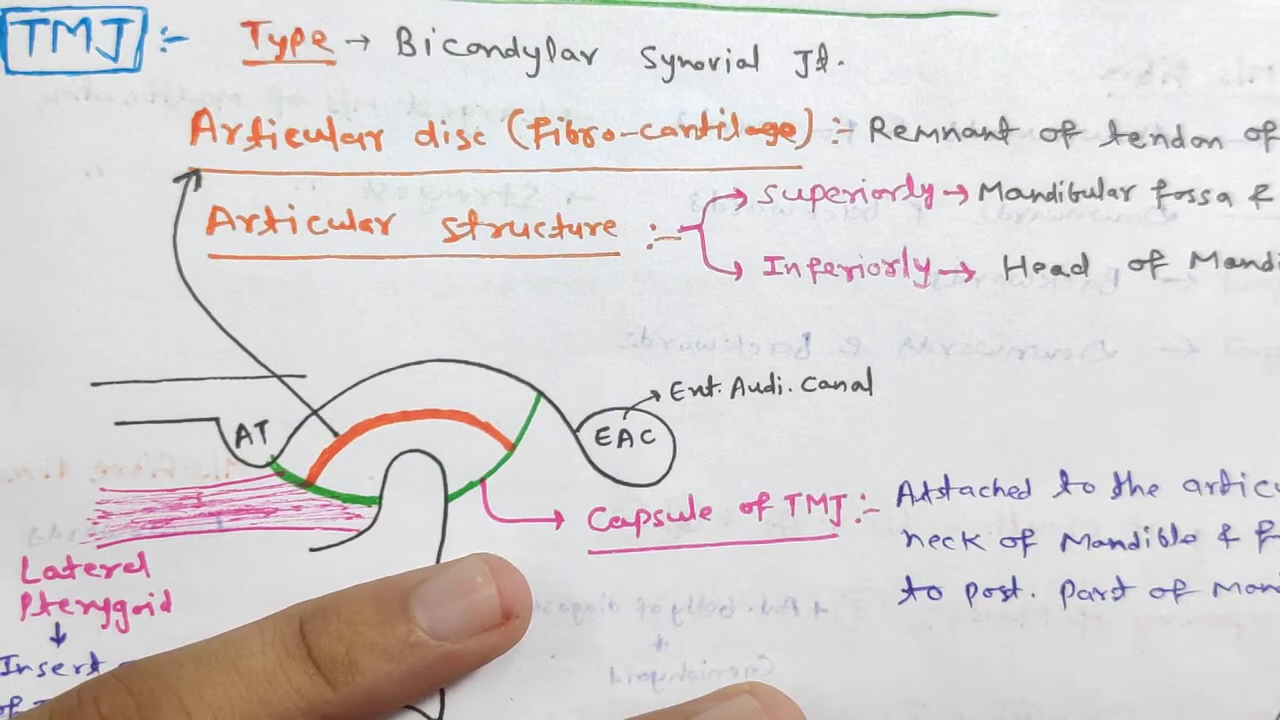 TMJ :- Type → Bicondylar Synovial Jt.
Articular disc (fibro-cartilage) :- Remnant of tendon of
Articular structure :- → Superiorly → Mandibular fossa &
→ Inferiorly → Head of Mandi
→ Ext. Audi. Canal
AT
EAC
Capsule of TMJ :- Attached to the artic
neck of Mandible &
to post. part of Man
Lateral
Pterygoid
↓
Insert
of